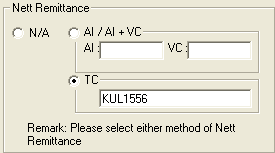 Nett Remittance
N/A
AI / AI + VC
AI : VC :
TC
KUL1556
Remark: Please select either method of Nett
Remittance